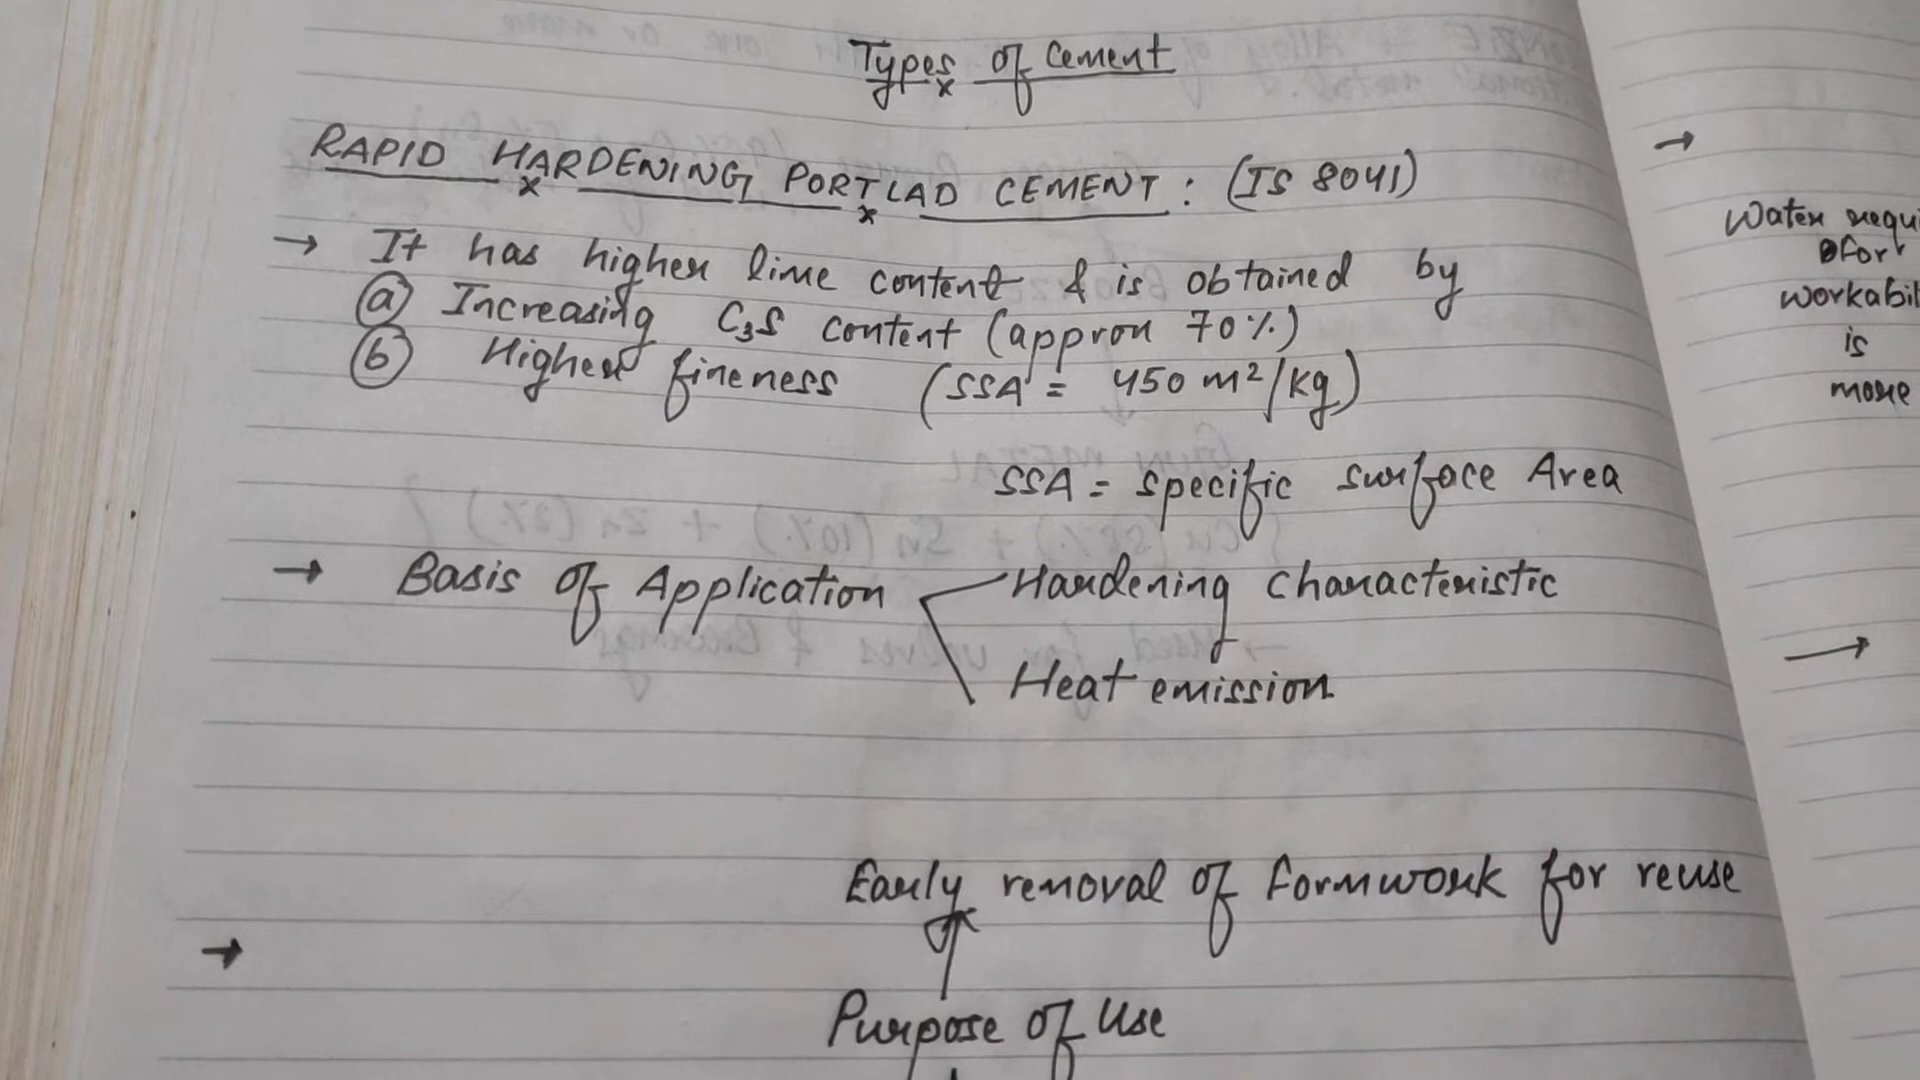 Types of Cement
RAPID HARDENING PORTLAD CEMENT : (IS 8041)
→ It has higher lime content & is obtained by
(a) Increasing C₃S content (approx 70%)
(b) Higher fineness (SSA = 450 m²/kg)
SSA = specific surface Area
→ Basis of Application
Hardening characteristic
Heat emission
Early removal of formwork for reuse
→
Purpose of Use
→
Water requi
for
workabil
is
more
→